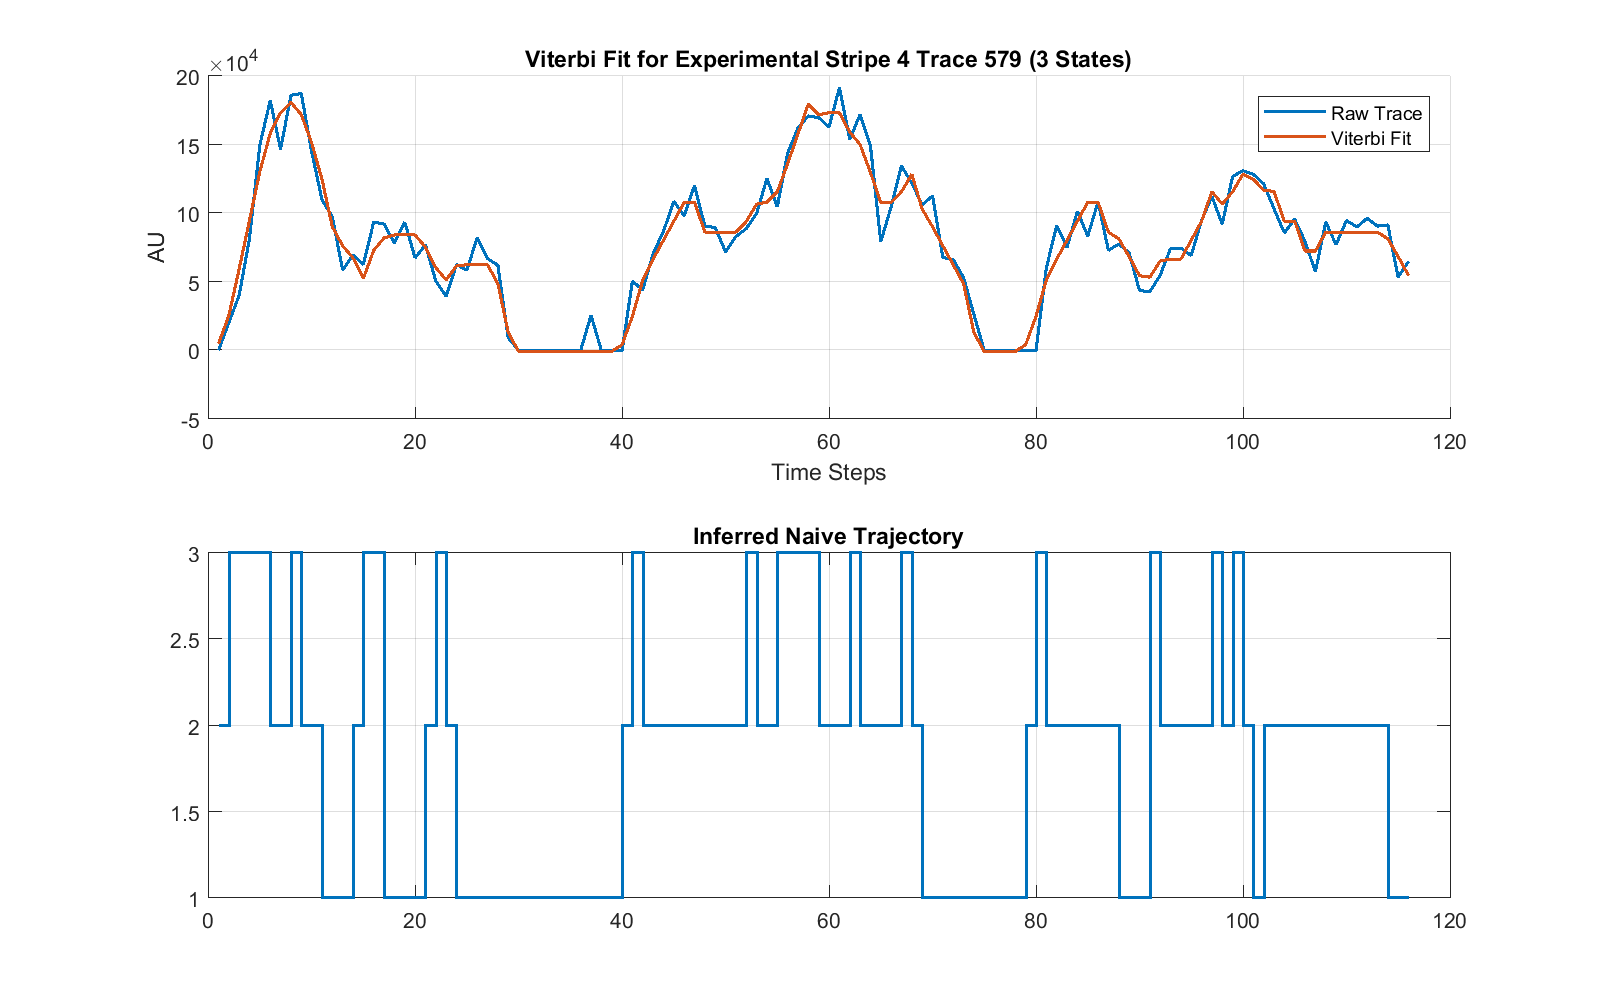 Viterbi Fit for Experimental Stripe 4 Trace 579 (3 States)
×10⁴
20
15
10
5
0
-5
AU
Raw Trace
Viterbi Fit
0 20 40 60 80 100 120
Time Steps
Inferred Naive Trajectory
3
2.5
2
1.5
1
0 20 40 60 80 100 120